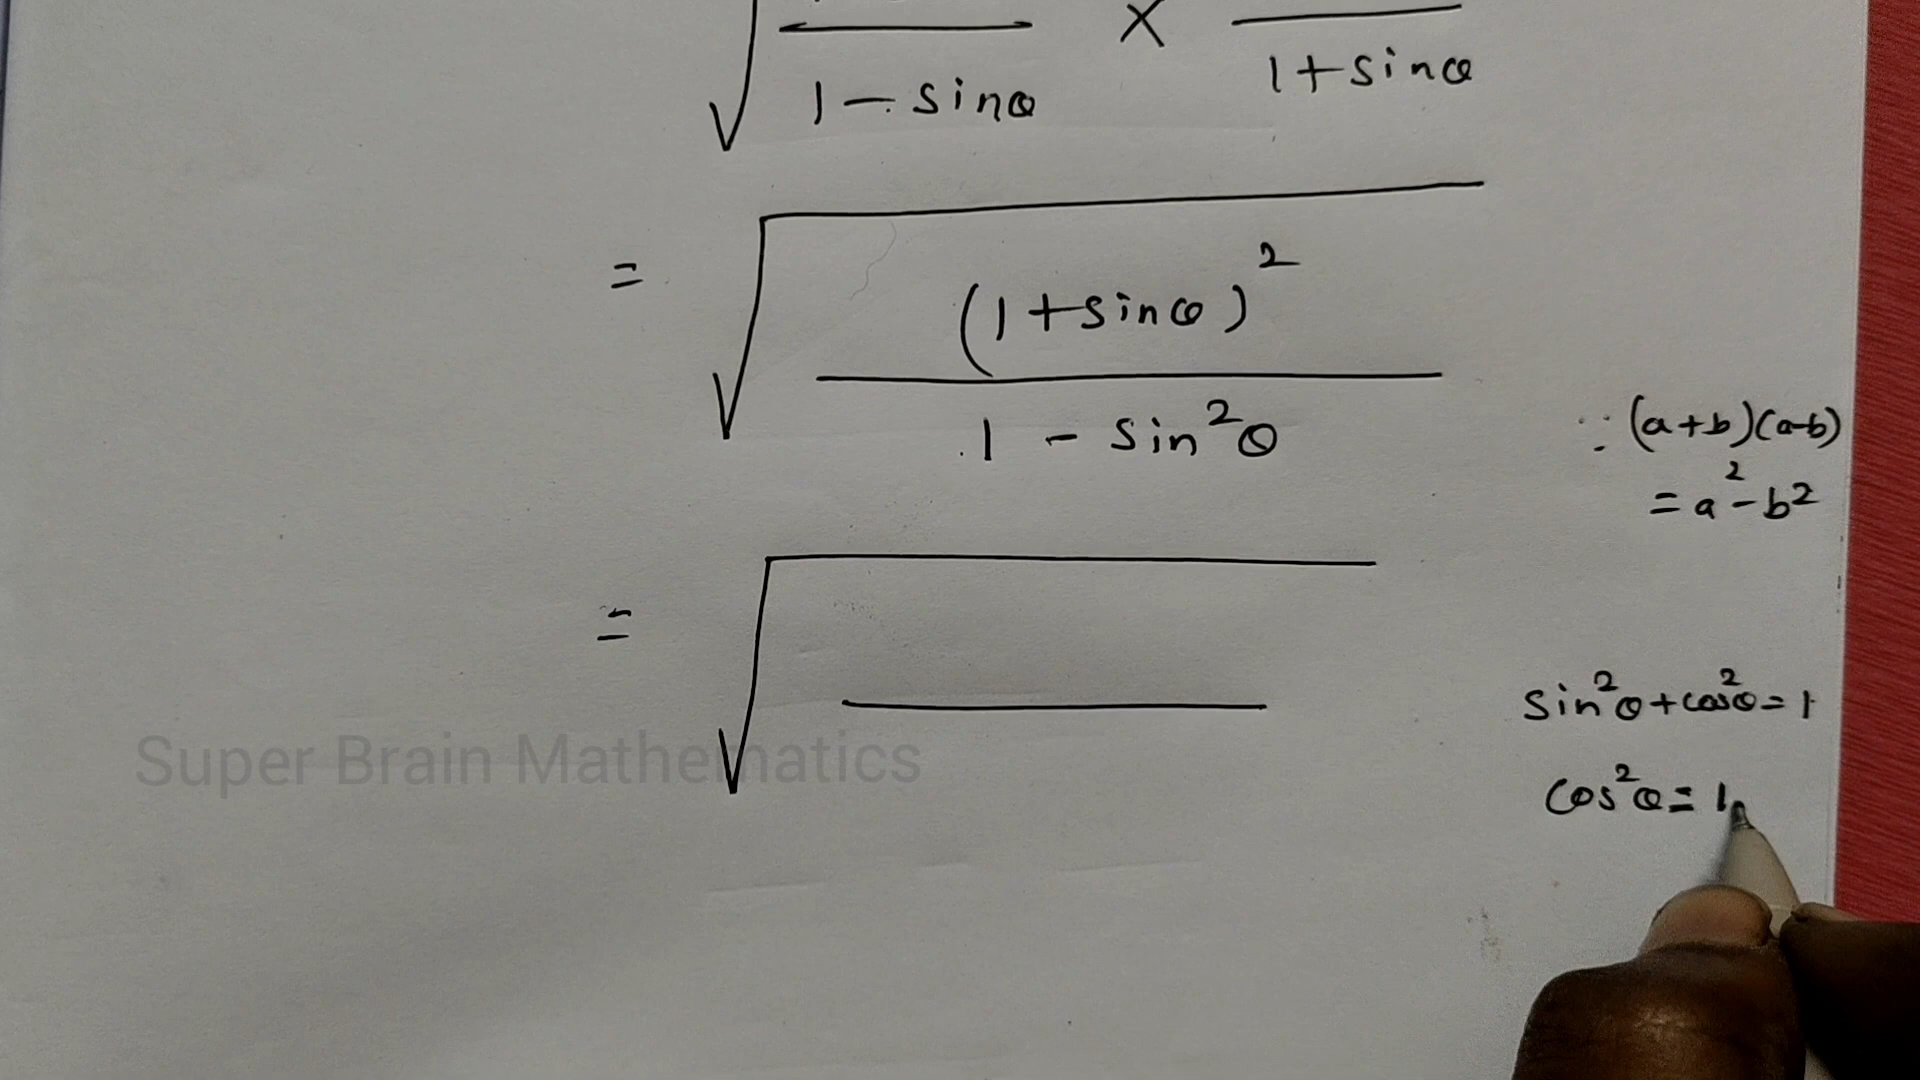 √ 1 - sinθ × 1 + sinθ
= √ (1 + sinθ)²
1 - sin²θ
∵ (a+b)(a-b)
= a² - b²
= √
sin²θ + cos²θ = 1
cos²θ = 1
Super Brain Mathematics